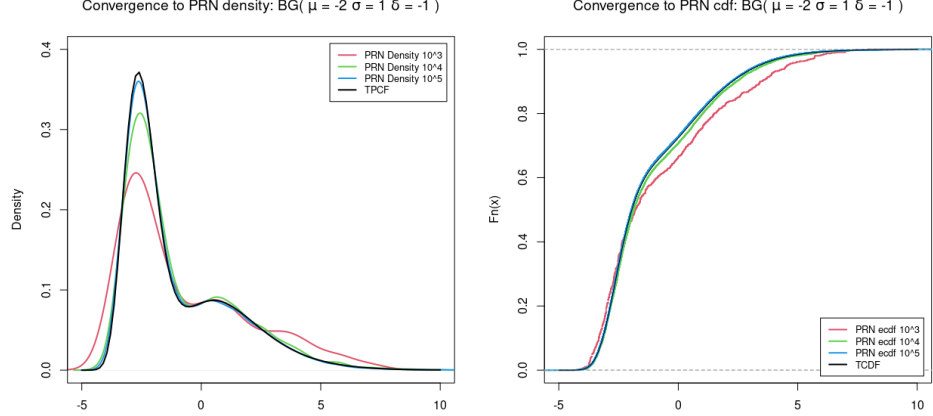 Convergence to PRN density: BG( μ = -2 σ = 1 δ = -1 )
Density
0.4
0.3
0.2
0.1
0.0
PRN Density 10^3
PRN Density 10^4
PRN Density 10^5
TPCF
-5 0 5 10
Convergence to PRN cdf: BG( μ = -2 σ = 1 δ = -1 )
Fn(x)
1.0
0.8
0.6
0.4
0.2
0.0
PRN ecdf 10^3
PRN ecdf 10^4
PRN ecdf 10^5
TCDF
-5 0 5 10